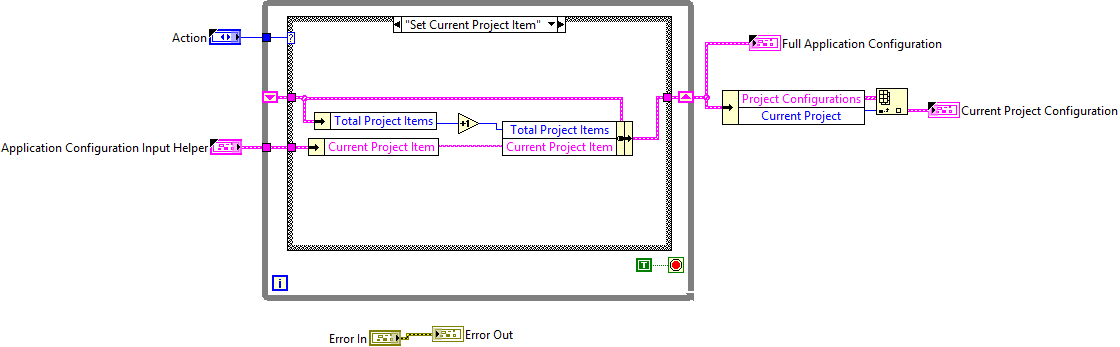 "Set Current Project Item"
Action
?
Full Application Configuration
Project Configurations
Current Project
Current Project Configuration
Total Project Items
+1
Total Project Items
Application Configuration Input Helper
Current Project Item
Current Project Item
T
i
Error In
Error Out